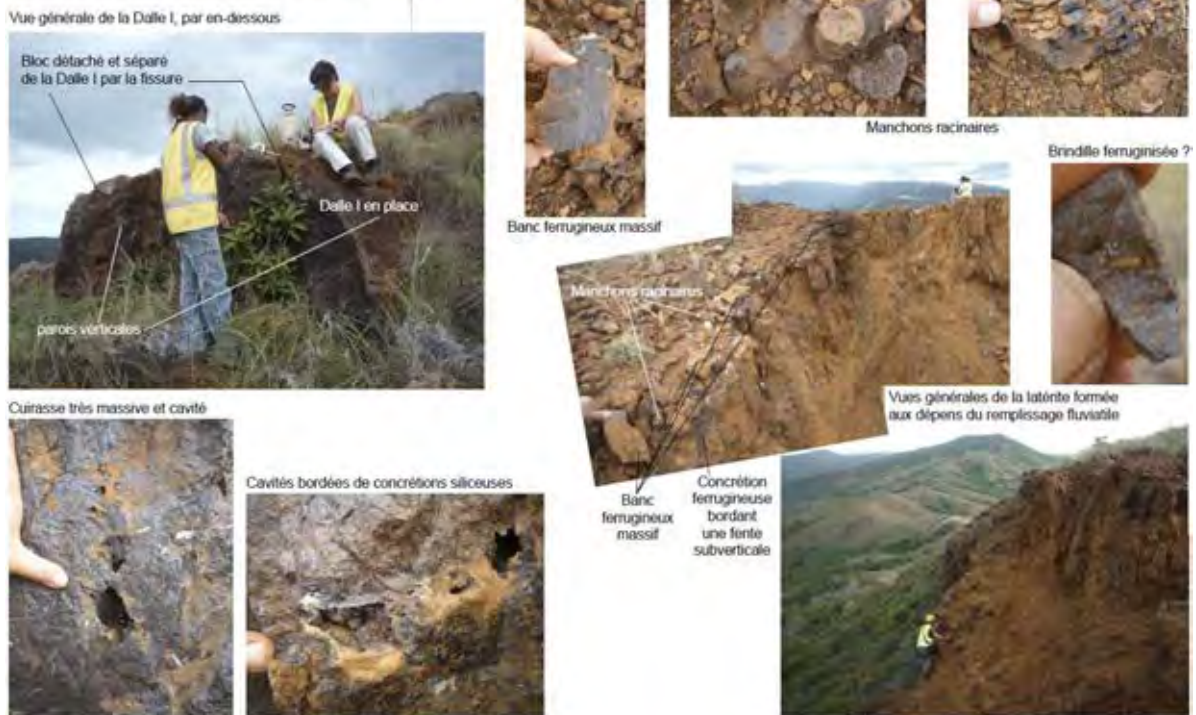 Vue générale de la Dalle I, par en-dessous
Bloc détaché et séparé
de la Dalle I par la fissure
Dalle I en place
parois verticales
Manchons racinaires
Banc ferrugineux massif
Brindille ferruginisée ?
Manchons racinaires
Vues générales de la latérite formée
aux dépens du remplissage fluviatile
Banc
ferrugineux
massif
Concrétion
ferrugineuse
bordant
une fente
subverticale
Cuirasse très massive et cavité
Cavités bordées de concrétions siliceuses